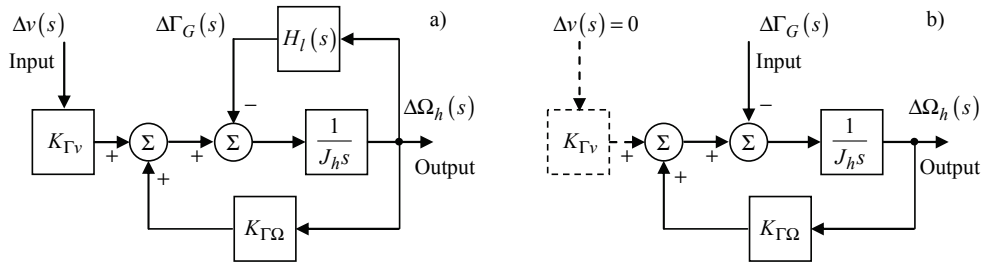 Δv(s)
Input
ΔΓ_G(s)
H_l(s)
a)
−
K_Γv
+
Σ
+
Σ
1/(J_h s)
ΔΩ_h(s)
Output
+
K_ΓΩ
Δv(s) = 0
ΔΓ_G(s)
Input
b)
−
K_Γv
+
Σ
+
Σ
1/(J_h s)
ΔΩ_h(s)
Output
+
K_ΓΩ